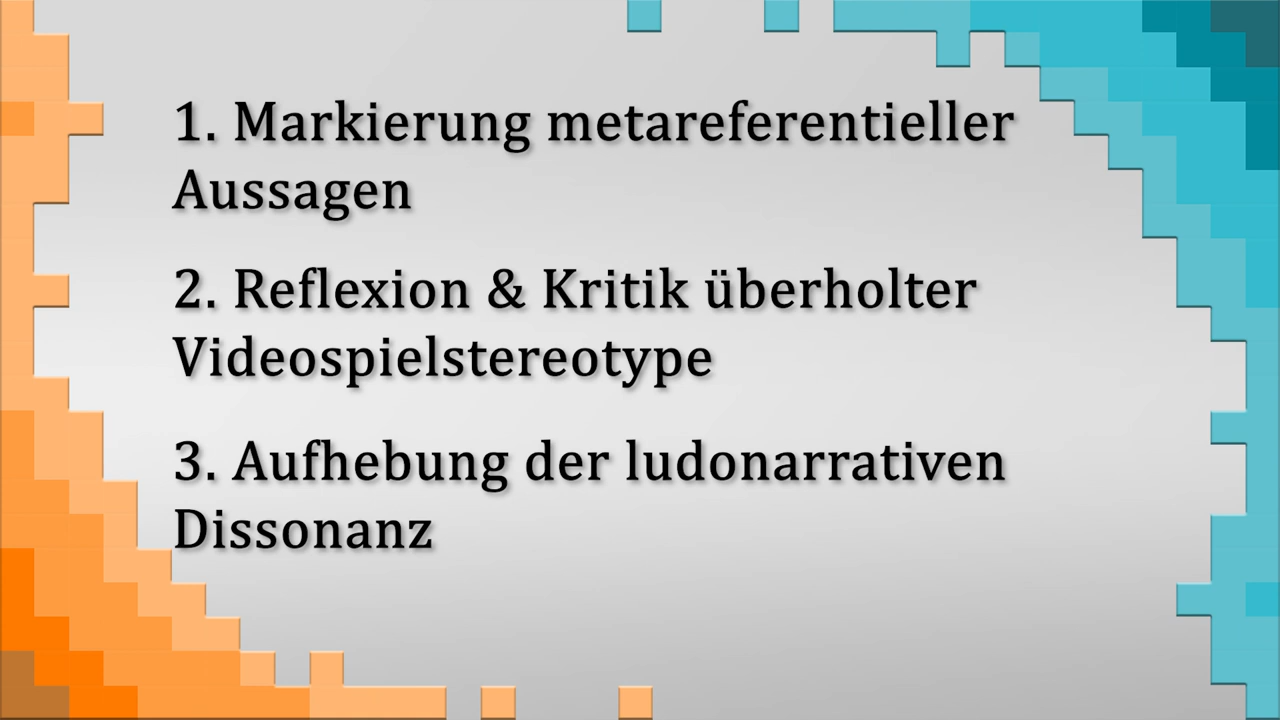 1. Markierung metareferentieller
Aussagen
2. Reflexion & Kritik überholter
Videospielstereotype
3. Aufhebung der ludonarrativen
Dissonanz